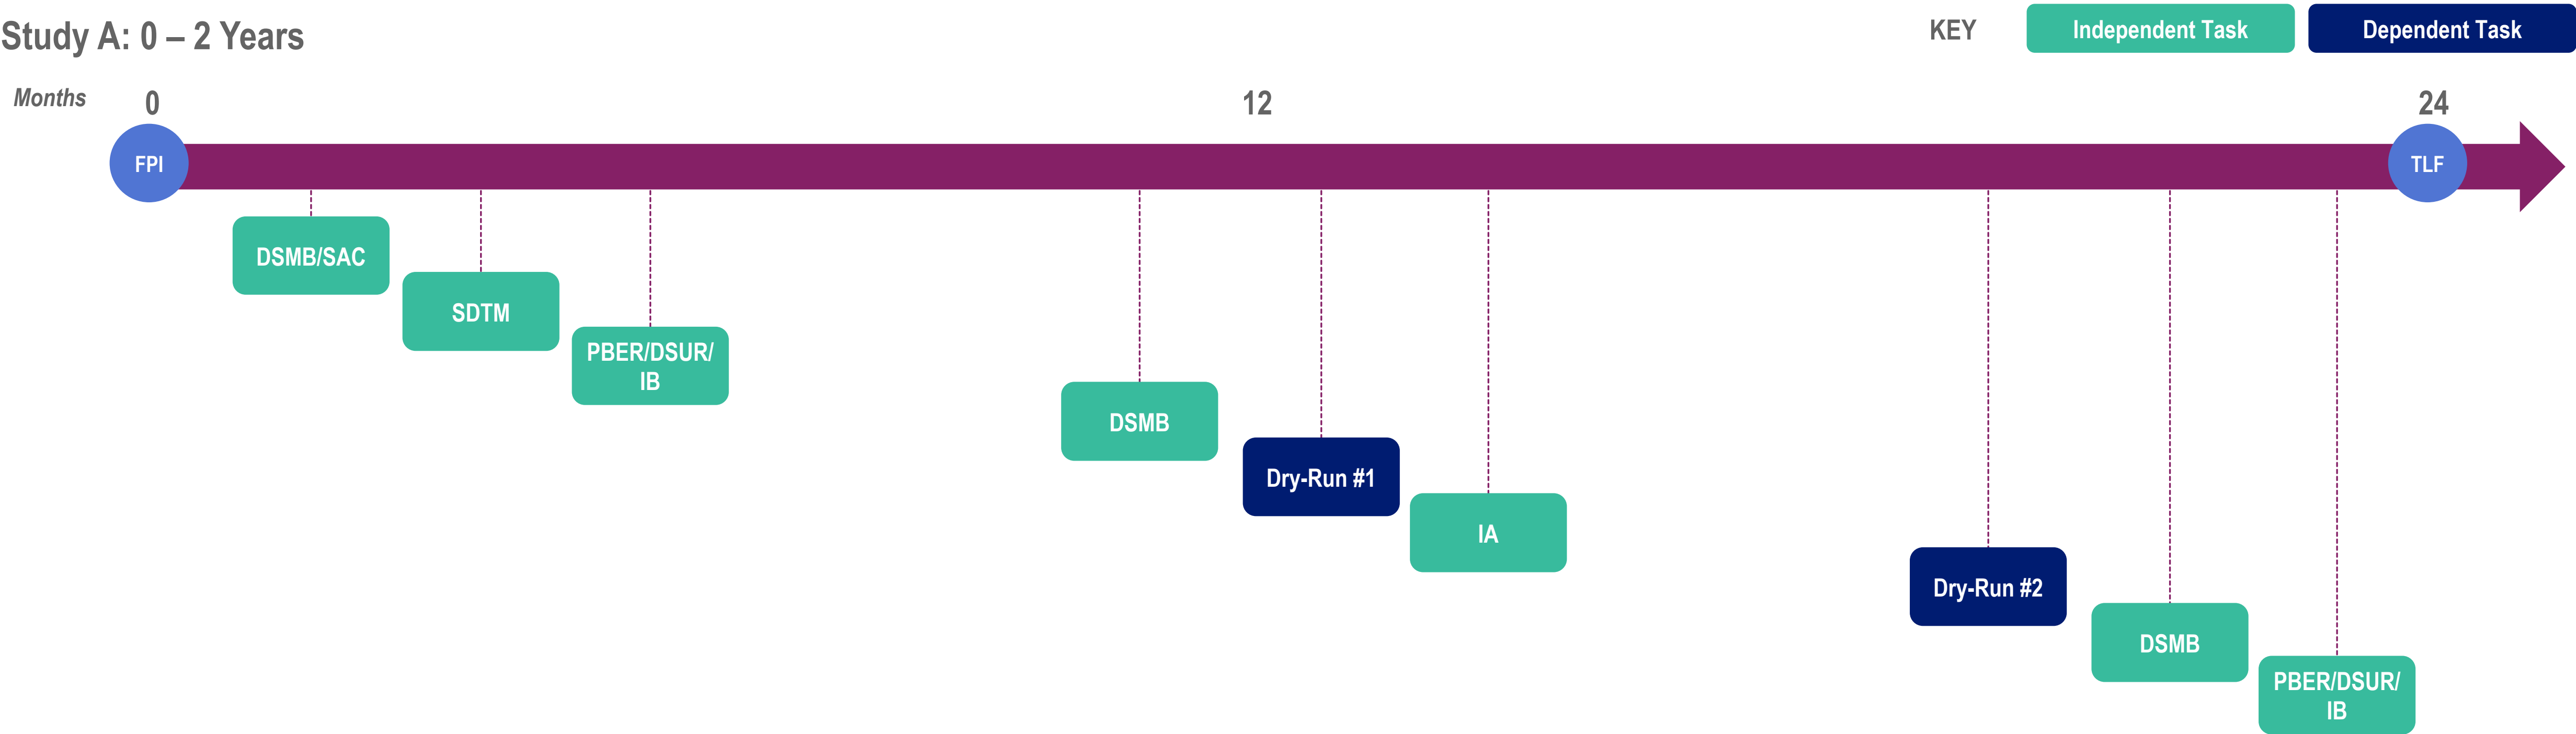 Study A: 0 – 2 Years
KEY
Independent Task
Dependent Task
Months
0
12
24
FPI
TLF
DSMB/SAC
SDTM
PBER/DSUR/
IB
DSMB
Dry-Run #1
IA
Dry-Run #2
DSMB
PBER/DSUR/
IB